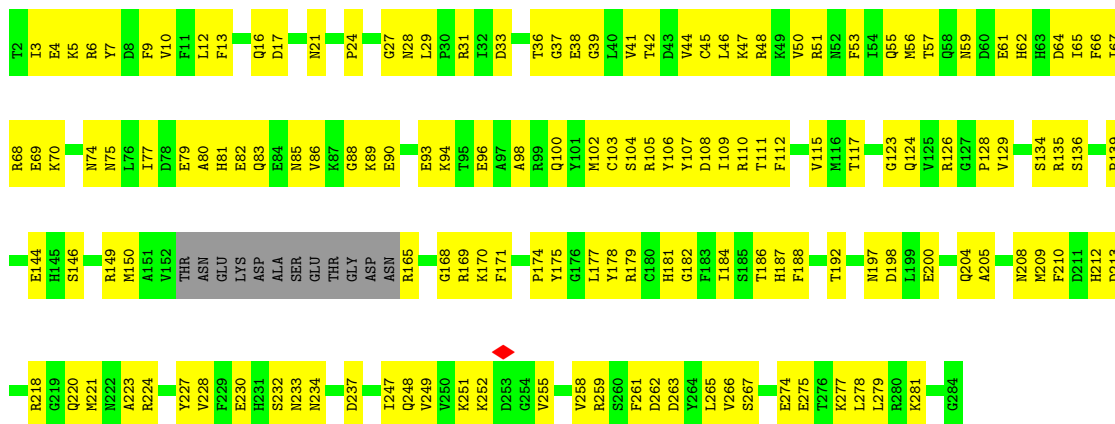 T2 I3 E4 K5 R6 Y7 D8 F9 V10 F11 L12 F13 Q16 D17 N21 P24 G27 N28 L29 P30 R31 I32 D33 T36 G37 E38 G39 L40 V41 T42 D43 V44 C45 L46 K47 R48 K49 V50 R51 N52 F53 I54 Q55 M56 T57 Q58 N59 D60 E61 H62 H63 D64 I65 F66
R68 E69 K70 N74 N75 L76 I77 D78 E79 A80 H81 E82 Q83 E84 N85 V86 K87 G88 K89 E90 E93 K94 T95 E96 A97 A98 R99 Q100 Y101 M102 C103 S104 R105 Y106 Y107 D108 I109 R110 T111 F112 V115 M116 T117 G123 Q124 V125 R126 G127 P128 V129 S134 R135 S136
E144 H145 S146 R149 M150 A151 V152 THR ASN GLU LYS ASP ALA SER GLU THR GLY ASP ASN R165 G168 R169 K170 F171 P174 Y175 G176 L177 Y178 R179 C180 H181 G182 F183 I184 S185 T186 H187 F188 T192 N197 D198 L199 E200 Q204 A205 N208 M209 F210 D211 H212
R218 G219 Q220 M221 N222 A223 R224 Y227 V228 F229 E230 H231 S232 N233 N234 D237 I247 Q248 V249 V250 K251 K252 D253 G254 V255 V258 R259 S260 F261 D262 D263 Y264 L265 V266 S267 E274 E275 T276 K277 L278 L279 R280 K281 G284